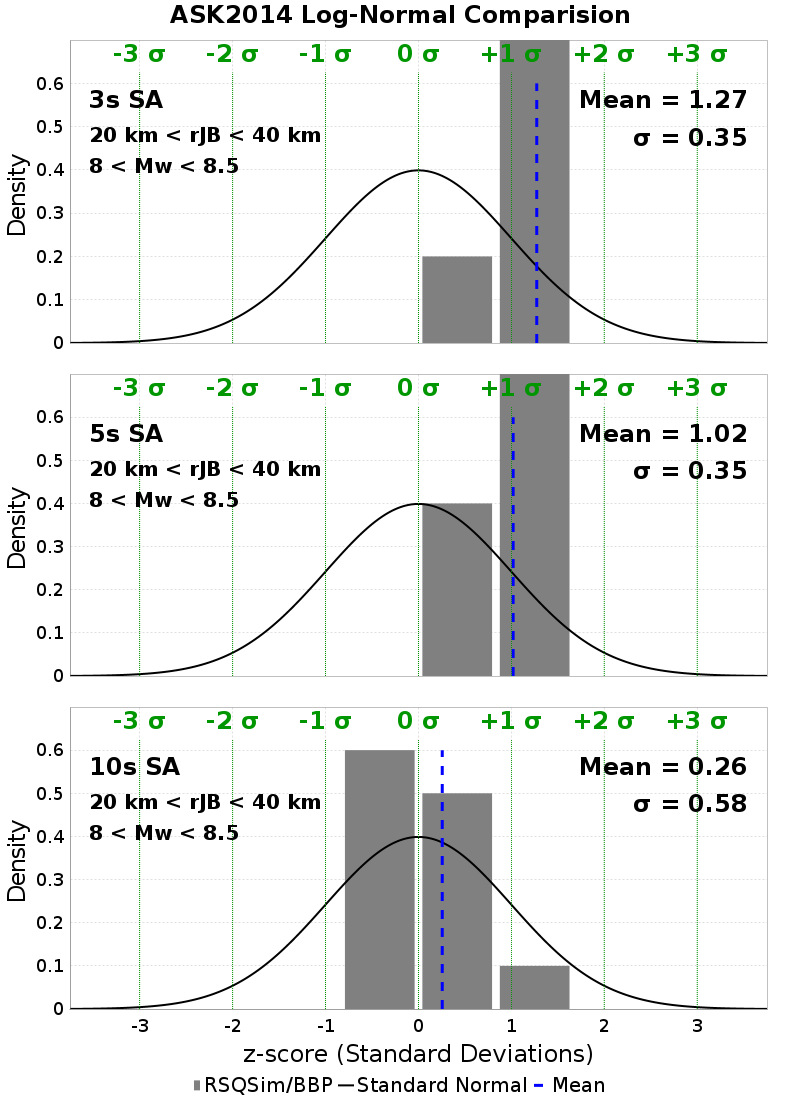 ASK2014 Log-Normal Comparision
-3 σ -2 σ -1 σ 0 σ +1 σ +2 σ +3 σ
3s SA
20 km < rJB < 40 km
8 < Mw < 8.5
Mean = 1.27
σ = 0.35
Density
0.6
0.5
0.4
0.3
0.2
0.1
0
-3 σ -2 σ -1 σ 0 σ +1 σ +2 σ +3 σ
5s SA
20 km < rJB < 40 km
8 < Mw < 8.5
Mean = 1.02
σ = 0.35
Density
0.6
0.5
0.4
0.3
0.2
0.1
0
-3 σ -2 σ -1 σ 0 σ +1 σ +2 σ +3 σ
10s SA
20 km < rJB < 40 km
8 < Mw < 8.5
Mean = 0.26
σ = 0.58
Density
0.6
0.5
0.4
0.3
0.2
0.1
0
-3 -2 -1 0 1 2 3
z-score (Standard Deviations)
RSQSim/BBP Standard Normal Mean